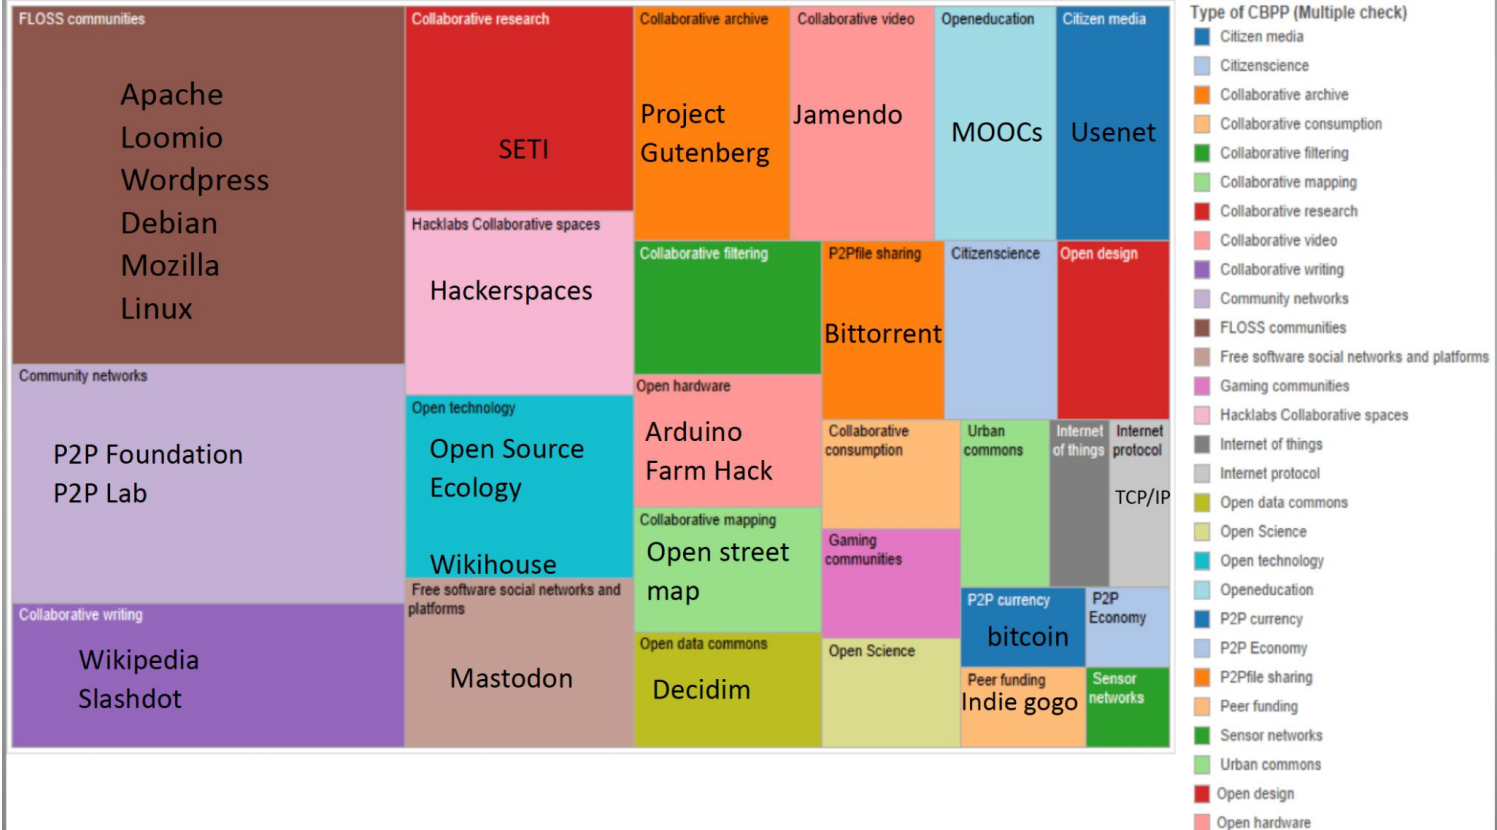 FLOSS communities
Apache
Loomio
Wordpress
Debian
Mozilla
Linux
Community networks
P2P Foundation
P2P Lab
Collaborative writing
Wikipedia
Slashdot
Collaborative research
SETI
Hacklabs Collaborative spaces
Hackerspaces
Open technology
Open Source
Ecology
Wikihouse
Free software social networks and
platforms
Mastodon
Collaborative archive
Project
Gutenberg
Collaborative video
Jamendo
Openeducation
MOOCs
Citizen media
Usenet
Collaborative filtering
P2Pfile sharing
Bittorrent
Citizenscience
Open design
Open hardware
Arduino
Farm Hack
Collaborative mapping
Open street
map
Open data commons
Decidim
Collaborative
consumption
Gaming
communities
Open Science
Urban
commons
Internet
of things
Internet
protocol
TCP/IP
P2P currency
bitcoin
P2P
Economy
Peer funding
Indie gogo
Sensor
networks
Type of CBPP (Multiple check)
Citizen media
Citizenscience
Collaborative archive
Collaborative consumption
Collaborative filtering
Collaborative mapping
Collaborative research
Collaborative video
Collaborative writing
Community networks
FLOSS communities
Free software social networks and platforms
Gaming communities
Hacklabs Collaborative spaces
Internet of things
Internet protocol
Open data commons
Open Science
Open technology
Openeducation
P2P currency
P2P Economy
P2Pfile sharing
Peer funding
Sensor networks
Urban commons
Open design
Open hardware